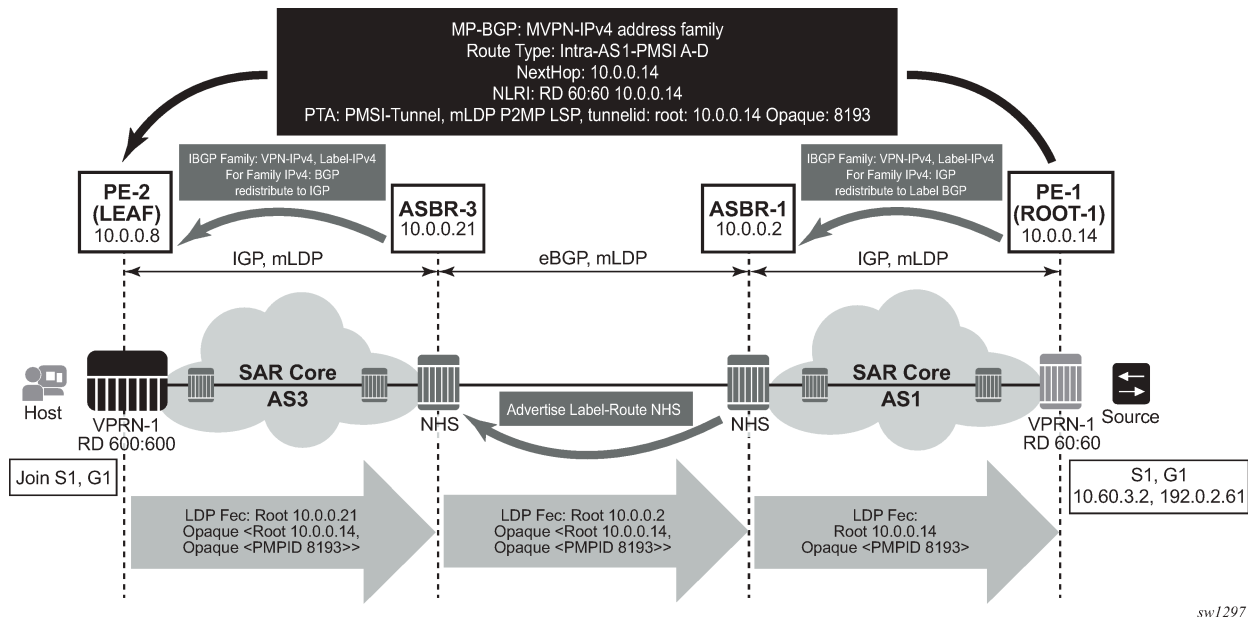 MP-BGP: MVPN-IPv4 address family
Route Type: Intra-AS1-PMSI A-D
NextHop: 10.0.0.14
NLRI: RD 60:60 10.0.0.14
PTA: PMSI-Tunnel, mLDP P2MP LSP, tunnelid: root: 10.0.0.14 Opaque: 8193
PE-2
(LEAF)
10.0.0.8
IBGP Family: VPN-IPv4, Label-IPv4
For Family IPv4: BGP
redistribute to IGP
ASBR-3
10.0.0.21
ASBR-1
10.0.0.2
IBGP Family: VPN-IPv4, Label-IPv4
For Family IPv4: IGP
redistribute to Label BGP
PE-1
(ROOT-1)
10.0.0.14
IGP, mLDP
eBGP, mLDP
IGP, mLDP
Host
VPRN-1
RD 600:600
SAR Core
AS3
NHS
Advertise Label-Route NHS
NHS
SAR Core
AS1
VPRN-1
RD 60:60
Source
Join S1, G1
S1, G1
10.60.3.2, 192.0.2.61
LDP Fec: Root 10.0.0.21
Opaque <Root 10.0.0.14,
Opaque <PMPID 8193>>
LDP Fec: Root 10.0.0.2
Opaque <Root 10.0.0.14,
Opaque <PMPID 8193>>
LDP Fec:
Root 10.0.0.14
Opaque <PMPID 8193>
sw1297